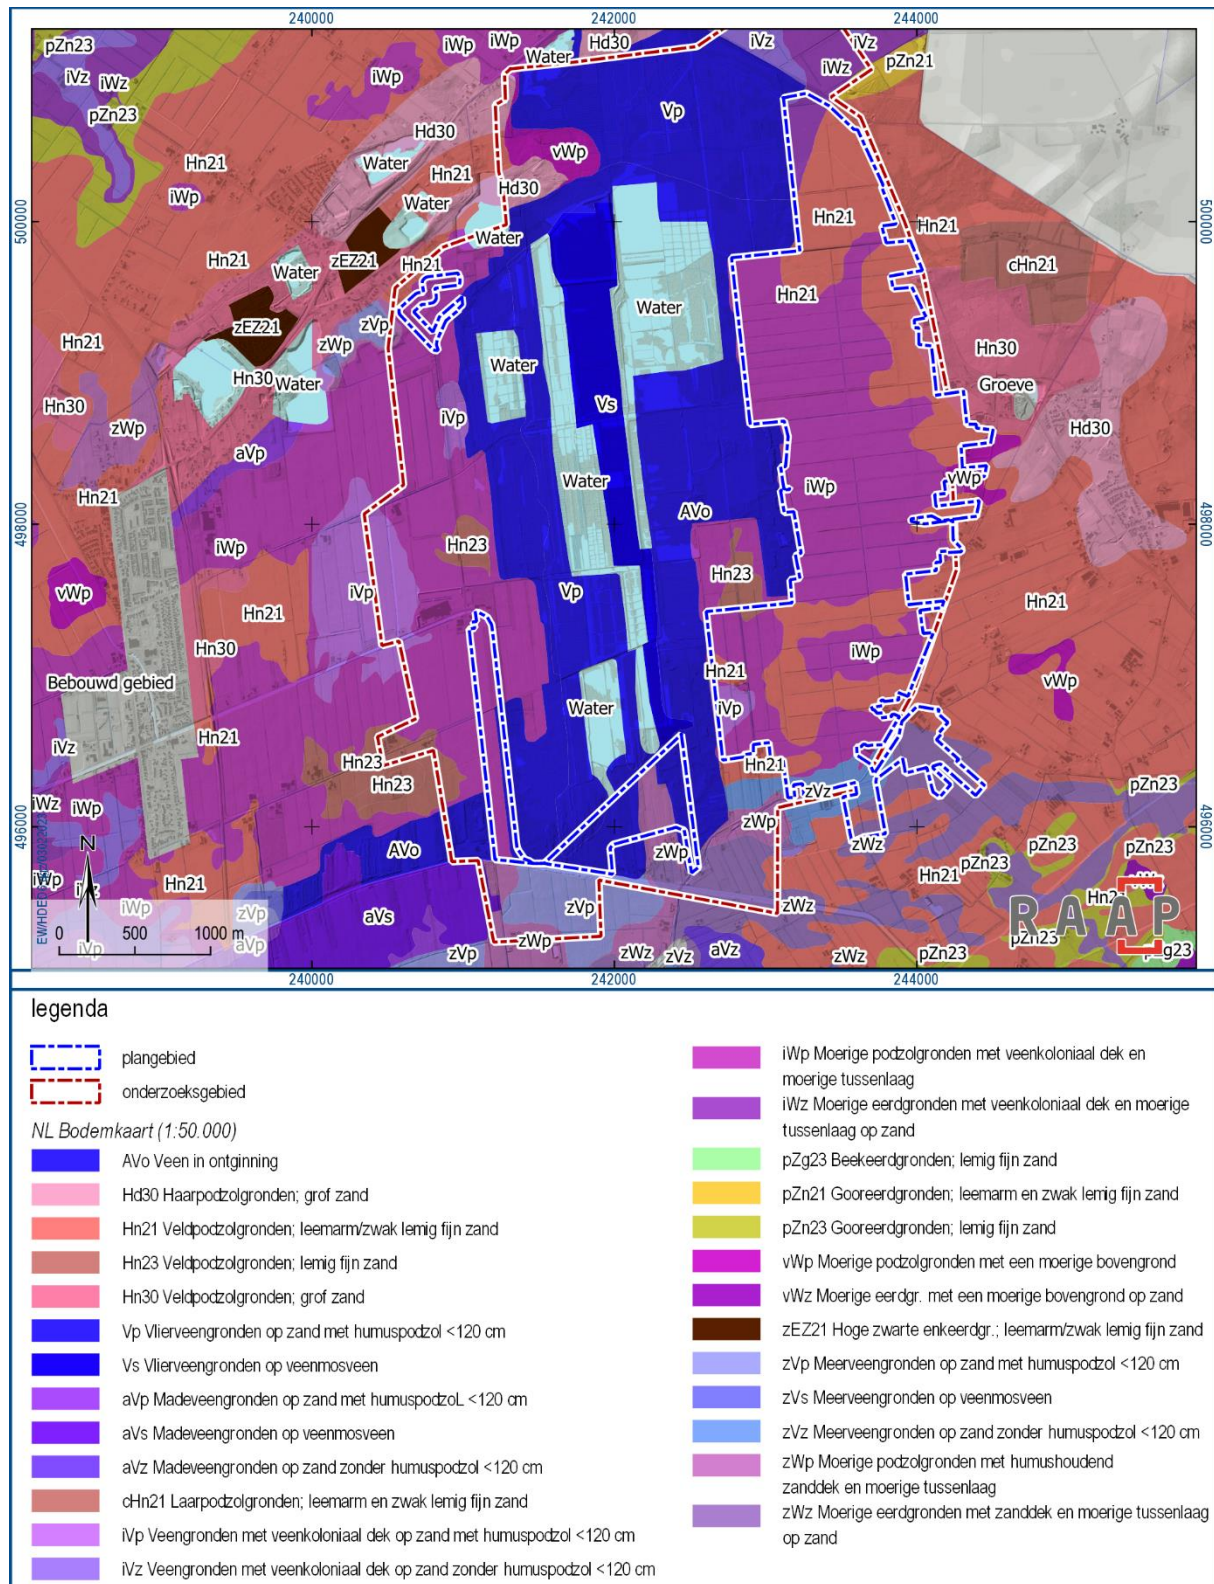 240000 242000 244000
pZn23 iWp iWp Hd30 iVz iVz
iVz iWz Water iWz pZn21
iWp
pZn23 Vp
Hd30
Hn21 Water vWp
Hn21
iWp Hd30 Hn21 Hn21
Water
500000 Water 500000
Hn21 zEZ21 Hn21 cHn21
Water Hn21
Water
zEZ21 zVp
Hn21 zWp Water Hn30
Hn30 Water Groeve
Hn30 Vs
iVp Hd30
zWp
aVp
Water
Hn21 iWp vWp
498000 AVo 498000
iWp Hn23
Hn23
vWp iVp Vp Hn21 Hn21
Hn30 iWp
Bebouwd gebied Hn21 vWp
Water iVp
iVz Hn21
Hn23 Hn21
Hn23 zVz pZn23
iWz iWp
496000 zWp 496000
AVo zWp zWz pZn23 pZn23
iWp iWz Hn21 pZn23 Hn21
N iWp zVp aVs zVp zWz
RAAP
iVp aVp zVp zWp zWz zVz aVz zWz pZn23 pZn23 pZg23
0 500 1000 m
240000 242000 244000
legenda
plangebied
onderzoeksgebied
NL Bodemkaart (1:50.000)
AVo Veen in ontginning
Hd30 Haarpodzolgronden; grof zand
Hn21 Veldpodzolgronden; leemarm/zwak lemig fijn zand
Hn23 Veldpodzolgronden; lemig fijn zand
Hn30 Veldpodzolgronden; grof zand
Vp Vlierveengronden op zand met humuspodzol <120 cm
Vs Vlierveengronden op veenmosveen
aVp Madeveengronden op zand met humuspodzoL <120 cm
aVs Madeveengronden op veenmosveen
aVz Madeveengronden op zand zonder humuspodzol <120 cm
cHn21 Laarpodzolgronden; leemarm en zwak lemig fijn zand
iVp Veengronden met veenkoloniaal dek op zand met humuspodzol <120 cm
iVz Veengronden met veenkoloniaal dek op zand zonder humuspodzol <120 cm
iWp Moerige podzolgronden met veenkoloniaal dek en
moerige tussenlaag
iWz Moerige eerdgronden met veenkoloniaal dek en moerige
tussenlaag op zand
pZg23 Beekeerdgronden; lemig fijn zand
pZn21 Gooreerdgronden; leemarm en zwak lemig fijn zand
pZn23 Gooreerdgronden; lemig fijn zand
vWp Moerige podzolgronden met een moerige bovengrond
vWz Moerige eerdgr. met een moerige bovengrond op zand
zEZ21 Hoge zwarte enkeerdgr.; leemarm/zwak lemig fijn zand
zVp Meerveengronden op zand met humuspodzol <120 cm
zVs Meerveengronden op veenmosveen
zVz Meerveengronden op zand zonder humuspodzol <120 cm
zWp Moerige podzolgronden met humushoudend
zanddek en moerige tussenlaag
zWz Moerige eerdgronden met zanddek en moerige tussenlaag
op zand